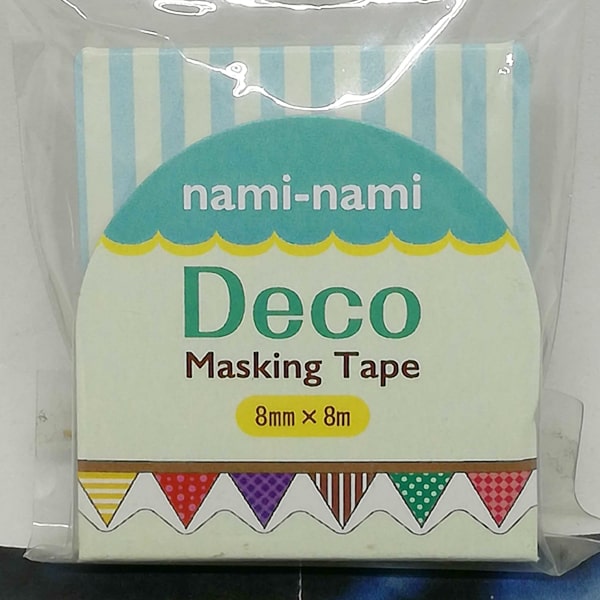 nami-nami
Deco
Masking Tape
8mm×8m